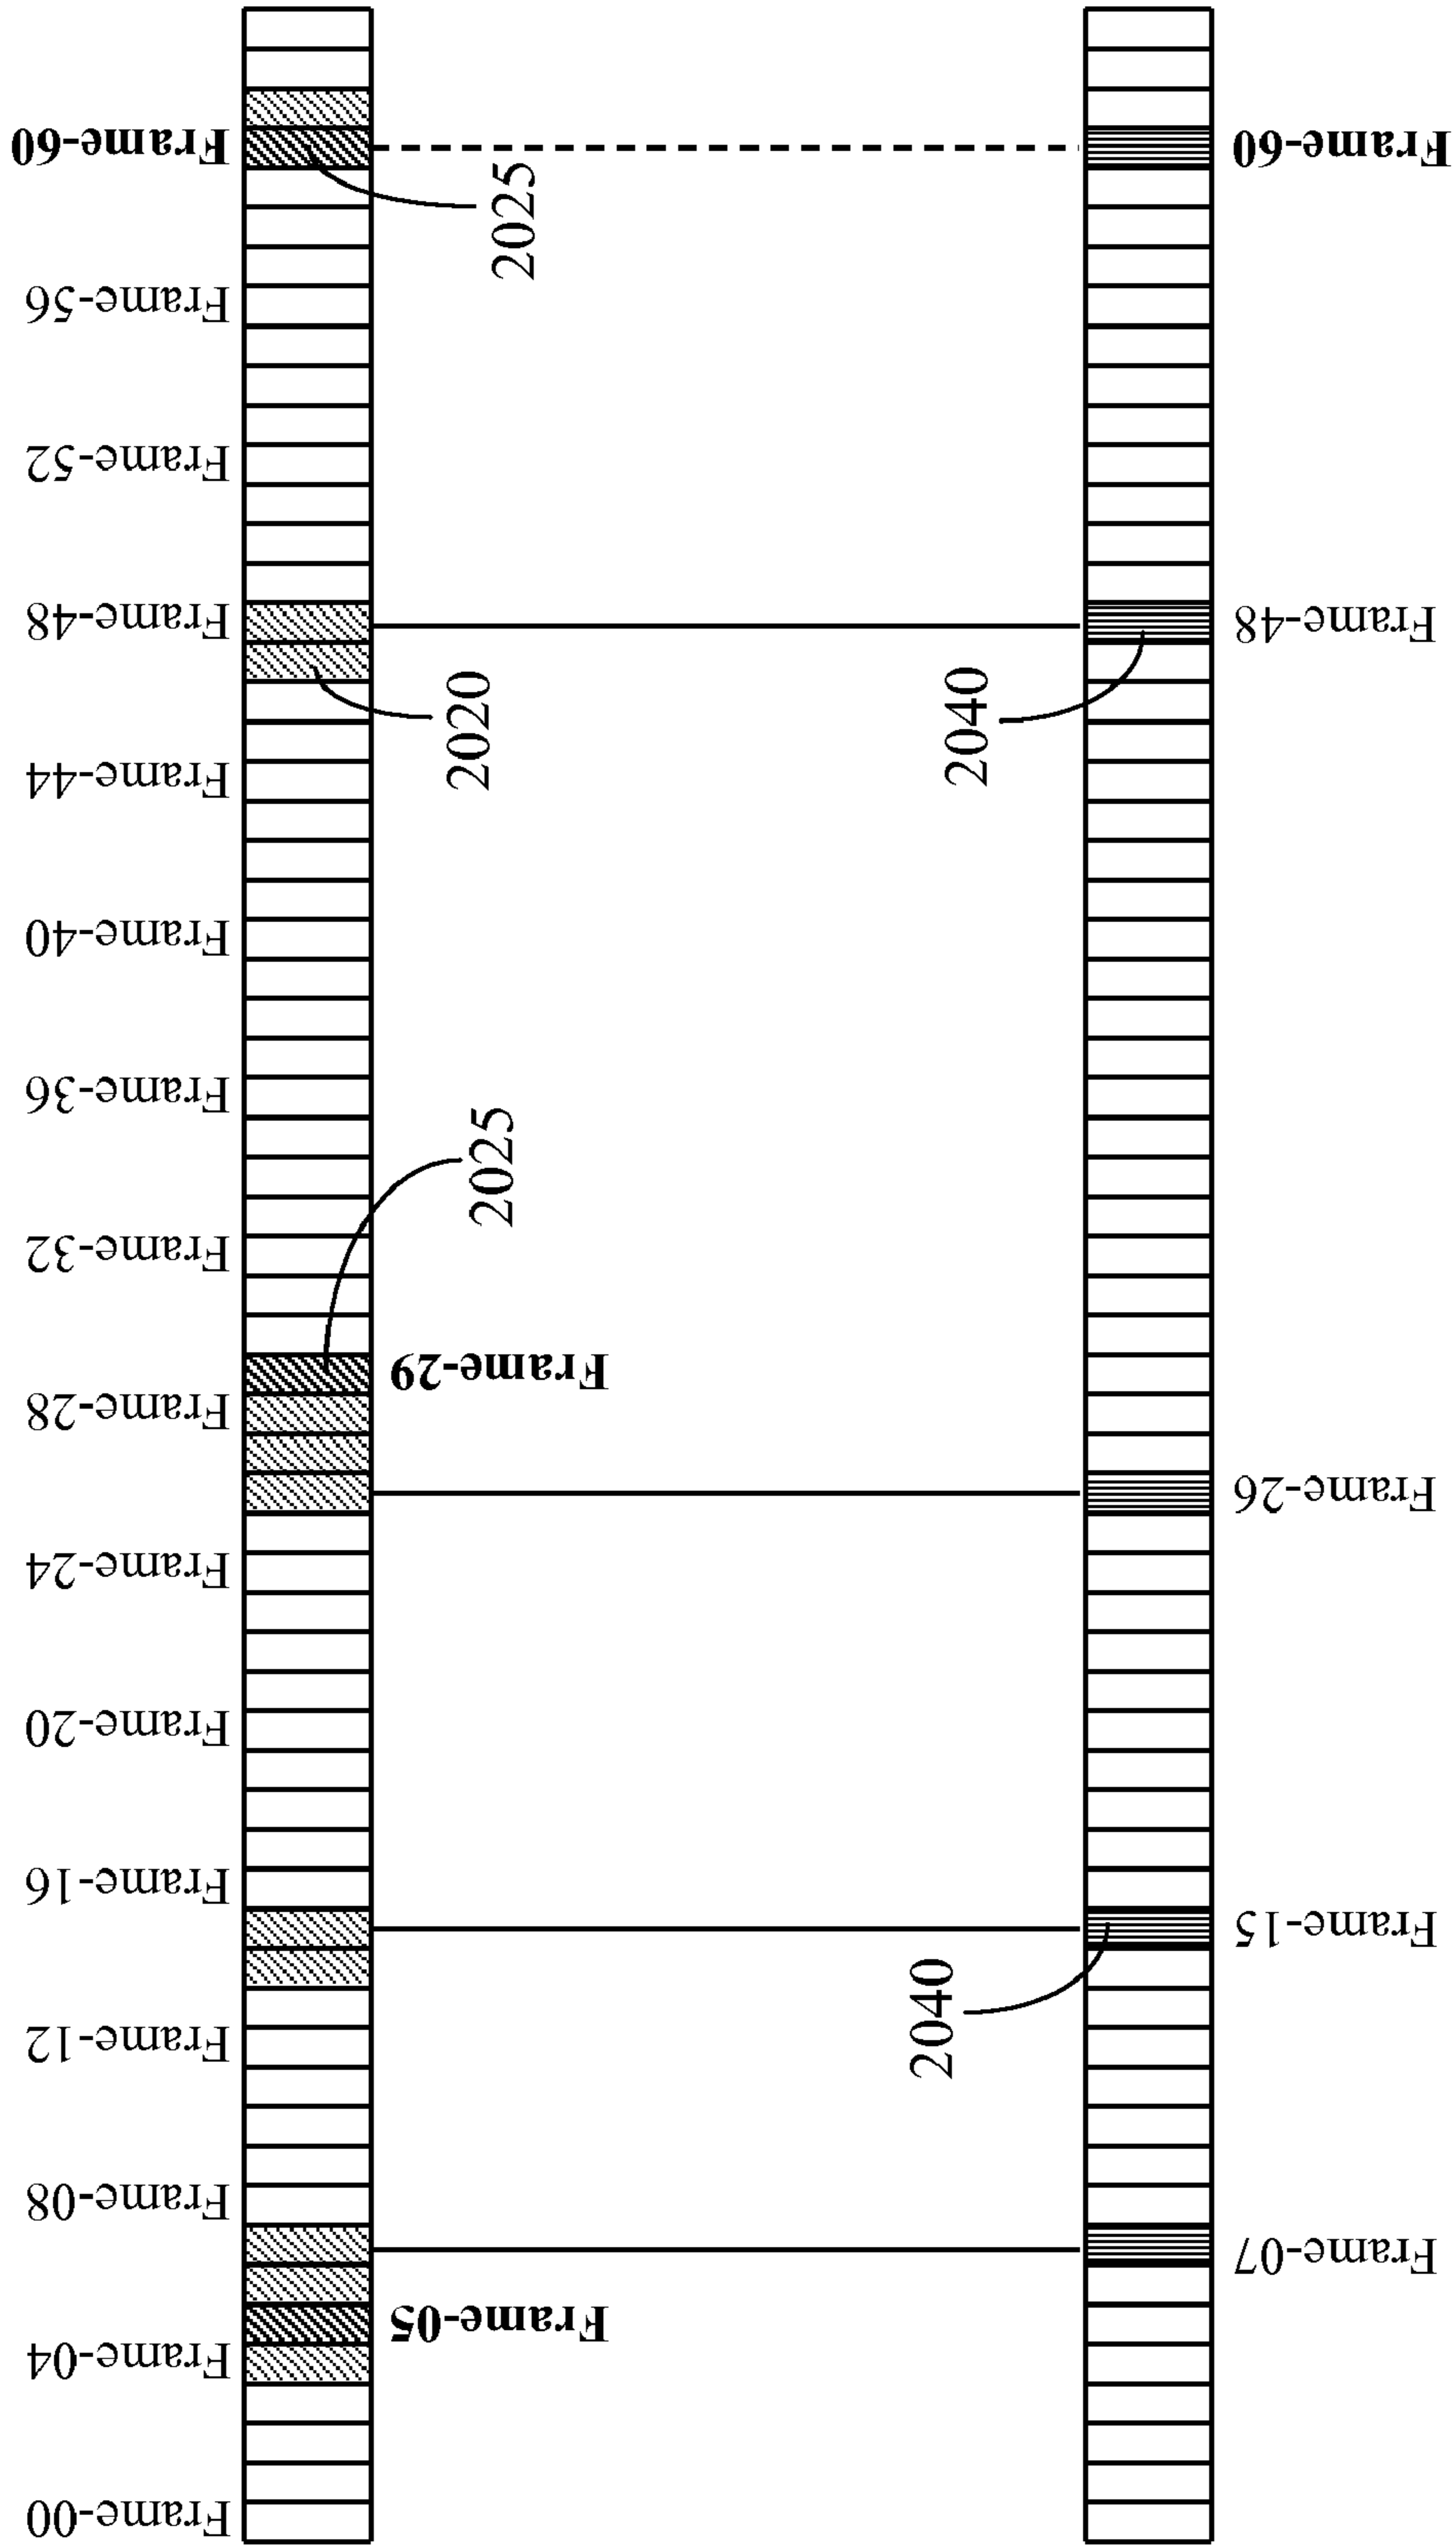 Frame-60
Frame-56
Frame-52
Frame-48
Frame-44
Frame-40
Frame-36
Frame-32
Frame-28
Frame-24
Frame-20
Frame-16
Frame-12
Frame-08
Frame-04
Frame-00
2025
2020
2025
Frame-29
Frame-05
2040
2040
Frame-60
Frame-48
Frame-26
Frame-15
Frame-07